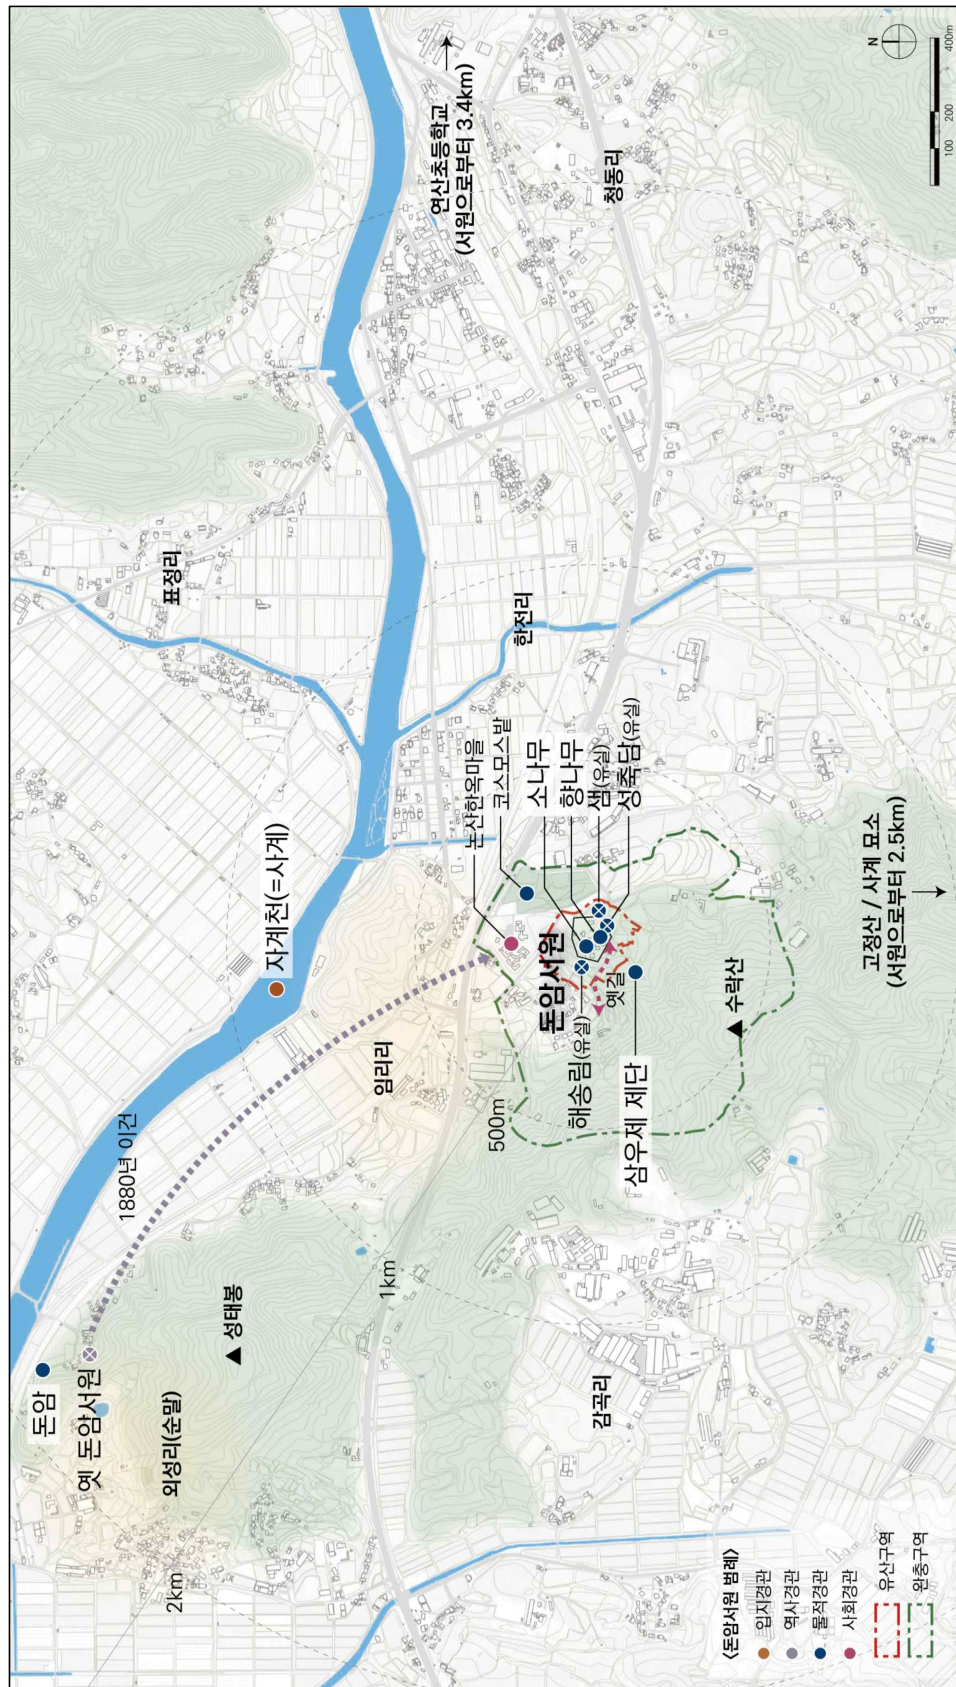 돈암
옛 돈암서원
1880년 이건
자계천(=사계)
표정리
연산초등학교
(서원으로부터 3.4km)
외성리(순말)
▲ 성태봉
임리리
논산한옥마을
코스모스밭
한전리
청동리
2km
1km
500m
돈암서원
소나무
향나무
샘(유실)
성축담(유실)
해송림(유실)
옛길
삼우제 제단
감곡리
▲ 수락산
고정산 / 사계 묘소
(서원으로부터 2.5km)
<돈암서원 범례>
입지경관
역사경관
물적경관
사회경관
유산구역
완충구역
N
100 200 400m